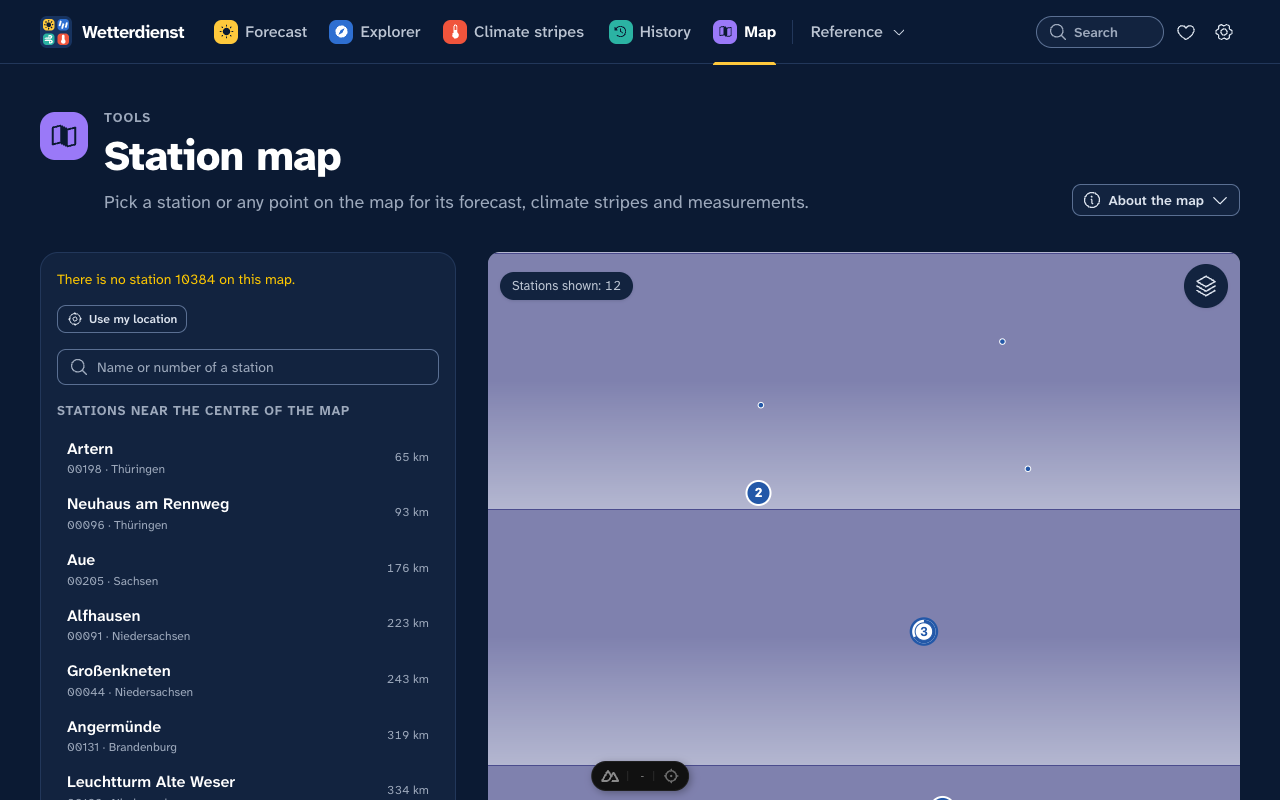 Wetterdienst
Forecast
Explorer
Climate stripes
History
Map
Reference
Search
TOOLS
Station map
Pick a station or any point on the map for its forecast, climate stripes and measurements.
About the map
There is no station 10384 on this map.
Use my location
Name or number of a station
STATIONS NEAR THE CENTRE OF THE MAP
Artern
65 km
00198 · Thüringen
Neuhaus am Rennweg
93 km
00096 · Thüringen
Aue
176 km
00205 · Sachsen
Alfhausen
223 km
00091 · Niedersachsen
Großenkneten
243 km
00044 · Niedersachsen
Angermünde
319 km
00131 · Brandenburg
Leuchtturm Alte Weser
334 km
Stations shown: 12
2
3
-